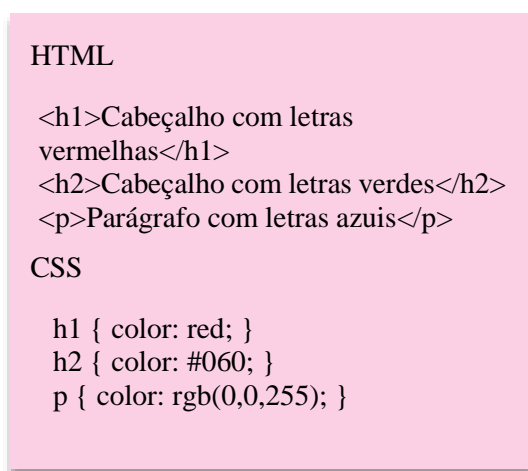 HTML
<h1>Cabeçalho com letras
vermelhas</h1>
<h2>Cabeçalho com letras verdes</h2>
<p>Parágrafo com letras azuis</p>
CSS
h1 { color: red; }
h2 { color: #060; }
p { color: rgb(0,0,255); }